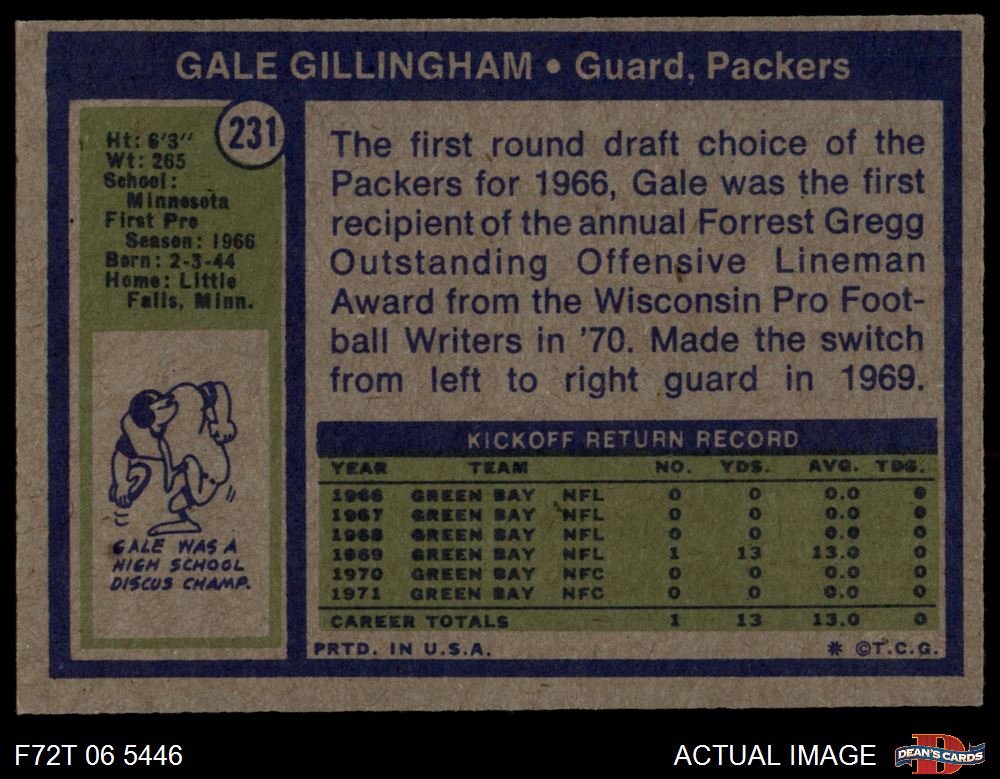 GALE GILLINGHAM • Guard, Packers
231
Ht: 6'3"
Wt: 265
School:
Minnesota
First Pro
Season: 1966
Born: 2-3-44
Home: Little
Falls, Minn.
GALE WAS A
HIGH SCHOOL
DISCUS CHAMP.
The first round draft choice of the
Packers for 1966, Gale was the first
recipient of the annual Forrest Gregg
Outstanding Offensive Lineman
Award from the Wisconsin Pro Foot-
ball Writers in '70. Made the switch
from left to right guard in 1969.
KICKOFF RETURN RECORD
YEAR TEAM NO. YDS. AVG. TDS.
1966 GREEN BAY NFL 0 0 0.0 0
1967 GREEN BAY NFL 0 0 0.0 0
1968 GREEN BAY NFL 0 0 0.0 0
1969 GREEN BAY NFL 1 13 13.0 0
1970 GREEN BAY NFC 0 0 0.0 0
1971 GREEN BAY NFC 0 0 0.0 0
CAREER TOTALS 1 13 13.0 0
PRTD. IN U.S.A. * ©T.C.G.
F72T 06 5446 ACTUAL IMAGE D DEAN'S CARDS